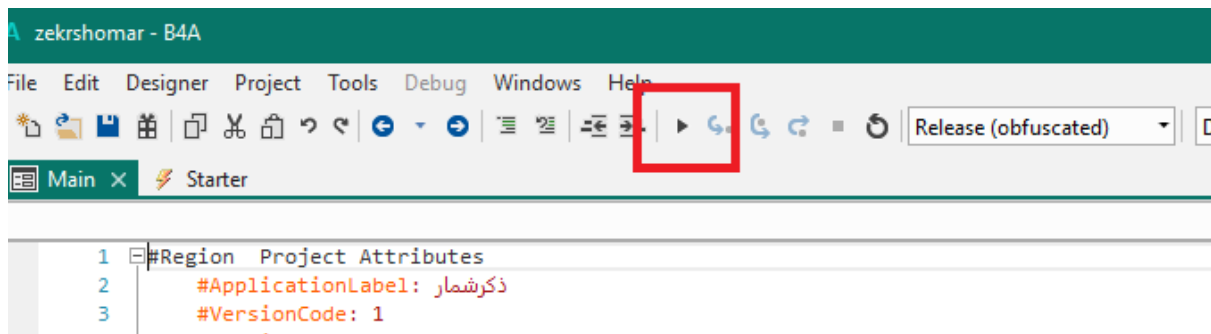 zekrshomar - B4A
File Edit Designer Project Tools Debug Windows Help
Release (obfuscated)
Main Starter
1 #Region Project Attributes
2 #ApplicationLabel: ذکرشمار
3 #VersionCode: 1